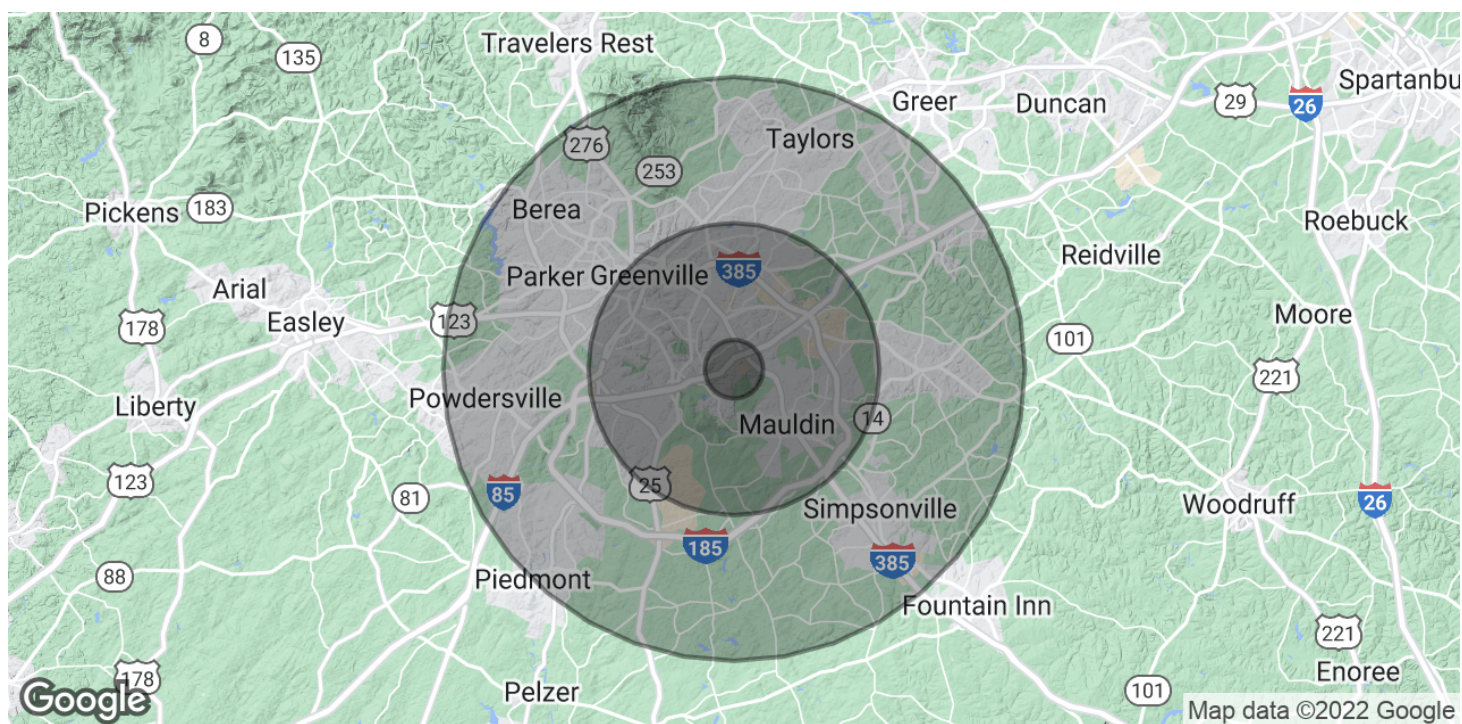 8
135
Travelers Rest
Greer
Duncan
29
26
Spartanbu
276
Taylors
253
Pickens
183
Berea
Roebuck
Reidville
Parker
Greenville
385
Arial
178
Easley
123
Moore
101
221
Liberty
Powdersville
Mauldin
14
123
81
85
25
Simpsonville
Woodruff
26
185
385
88
Piedmont
Fountain Inn
221
Enoree
178
Pelzer
101
Google
Map data ©2022 Google